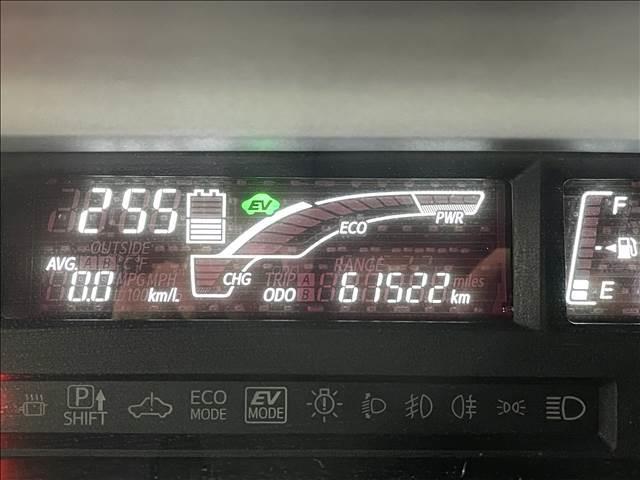 255 EV F
ECO PWR
OUTSIDE
AVG. A B °C°F CHG TRIP A RANGE
MPG MPH miles
0.0 100 km/L ODO B 61522 km E
P SHIFT ECO MODE EV MODE